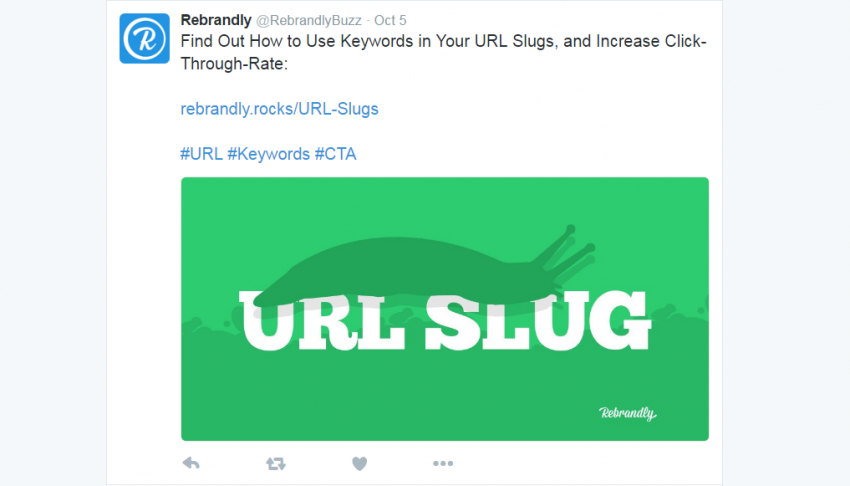 Rebrandly @RebrandlyBuzz · Oct 5
Find Out How to Use Keywords in Your URL Slugs, and Increase Click-
Through-Rate:
rebrandly.rocks/URL-Slugs
#URL #Keywords #CTA
URL SLUG
Rebrandly